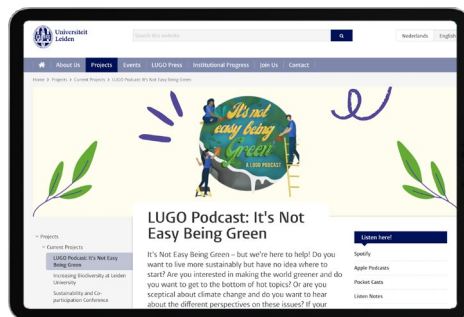 Universiteit
Leiden
Search this website
Nederlands English
About Us Projects Events LUGO Press Institutional Progress Join Us Contact
Home > Projects > Current Projects > LUGO Podcast: It's Not Easy Being Green
It's not
easy being
Green
A LUGO PODCAST
LUGO Podcast: It's Not
Easy Being Green
It's Not Easy Being Green – but we're here to help! Do you
want to live more sustainably but have no idea where to
start? Are you interested in making the world greener and do
you want to get to the bottom of hot topics? Or are you
sceptical about climate change and do you want to hear
about the different perspectives on these issues? If your
Projects
Current Projects
LUGO Podcast: It's Not Easy
Being Green
Increasing Biodiversity at Leiden
University
Sustainability and Co-
participation Conference
Listen here!
Spotify
Apple Podcasts
Pocket Casts
Listen Notes